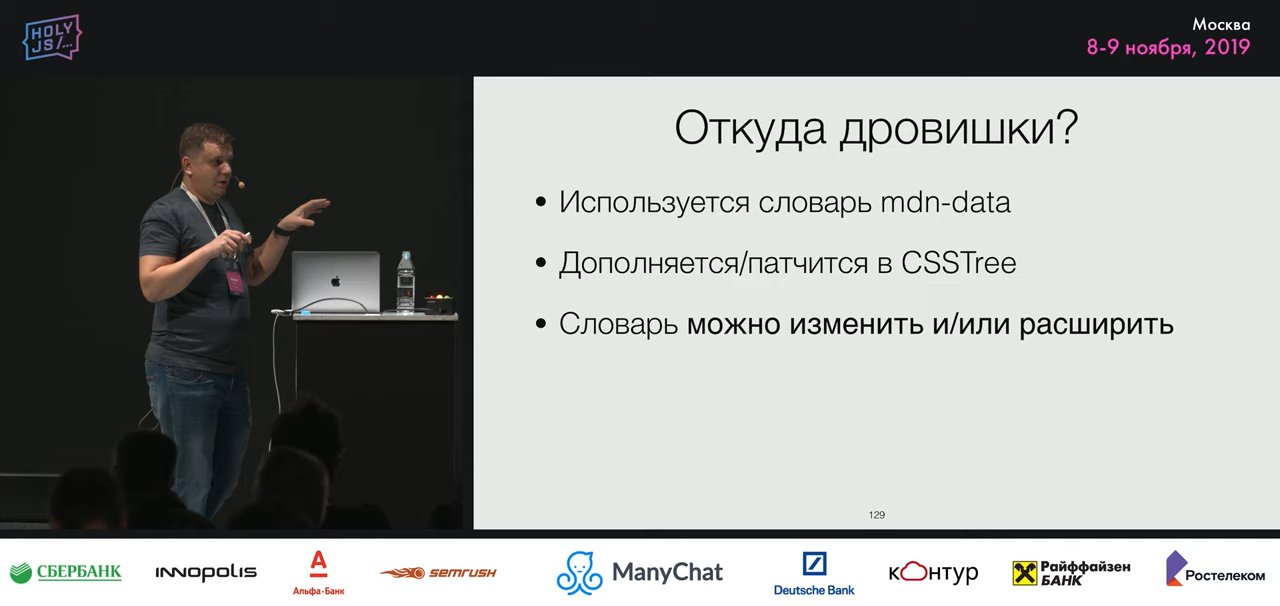 HOLY
JS/...
Москва
8-9 ноября, 2019
Откуда дровишки?
• Используется словарь mdn-data
• Дополняется/патчится в CSSTree
• Словарь можно изменить и/или расширить
129
СБЕРБАНК
INNOPOLIS
А
Альфа·Банк
semrush
ManyChat
Deutsche Bank
контур
Райффайзен
БАНК
Ростелеком